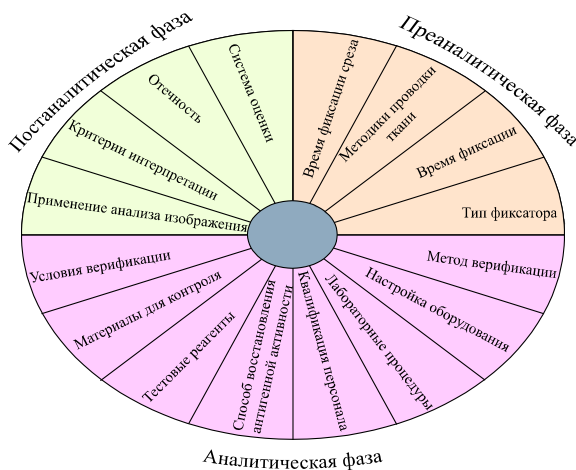 Преаналитическая фаза
Время фиксации среза
Методики проводки
ткани
Время фиксации
Тип фиксатора
Метод верификации
Настройка оборудования
Лабораторные процедуры
Квалификация персонала
Способ восстановления
антигенной активности
Тестовые реагенты
Материалы для контроля
Условия верификации
Аналитическая фаза
Применение анализа изображения
Критерии интерпретации
Отечность
Система оценки
Постаналитическая фаза